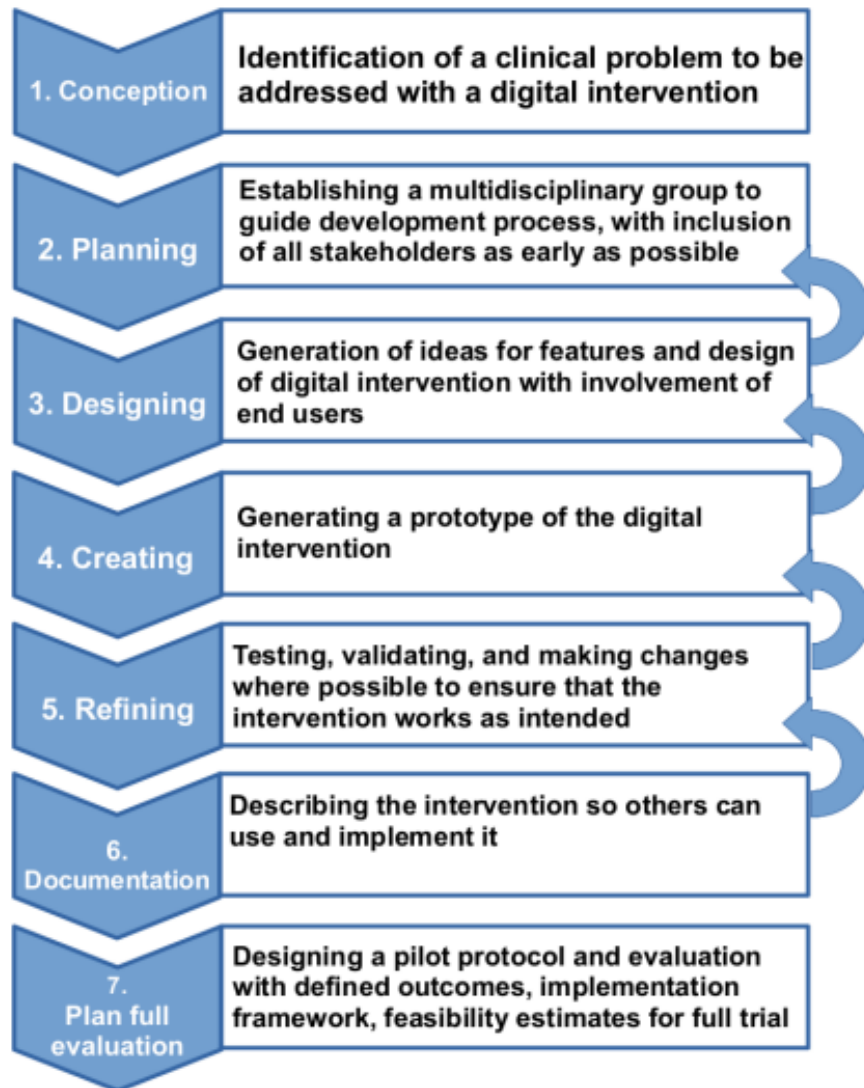 1. Conception
Identification of a clinical problem to be
addressed with a digital intervention
2. Planning
Establishing a multidisciplinary group to
guide development process, with inclusion
of all stakeholders as early as possible
3. Designing
Generation of ideas for features and design
of digital intervention with involvement of
end users
4. Creating
Generating a prototype of the digital
intervention
5. Refining
Testing, validating, and making changes
where possible to ensure that the
intervention works as intended
6.
Documentation
Describing the intervention so others can
use and implement it
7.
Plan full
evaluation
Designing a pilot protocol and evaluation
with defined outcomes, implementation
framework, feasibility estimates for full trial